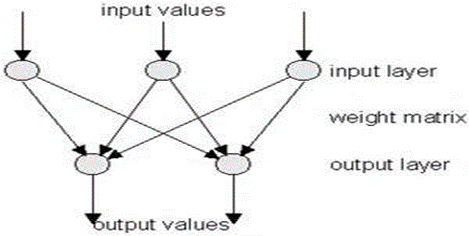 input values
input layer
weight matrix
output layer
output values